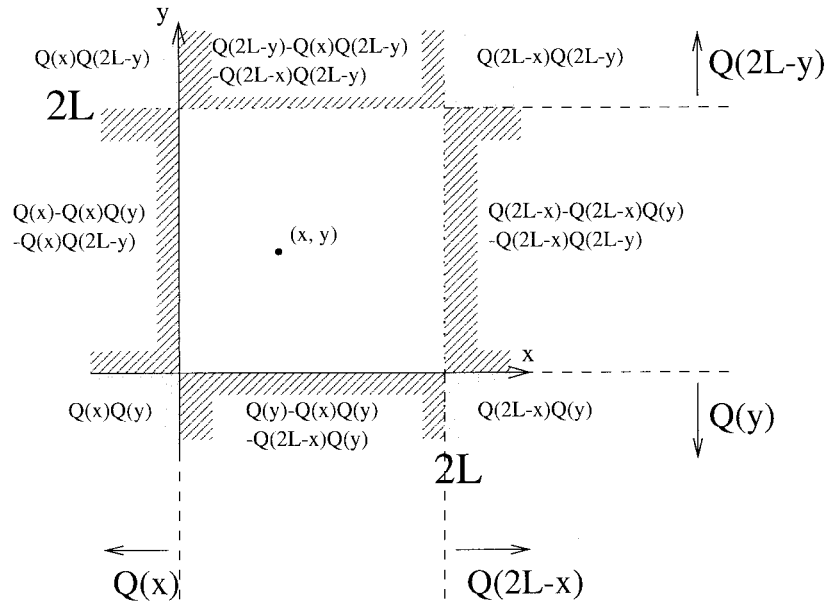 y
Q(x)Q(2L-y)
Q(2L-y)-Q(x)Q(2L-y)
-Q(2L-x)Q(2L-y)
Q(2L-x)Q(2L-y)
Q(2L-y)
2L
Q(x)-Q(x)Q(y)
-Q(x)Q(2L-y)
(x, y)
Q(2L-x)-Q(2L-x)Q(y)
-Q(2L-x)Q(2L-y)
x
Q(x)Q(y)
Q(y)-Q(x)Q(y)
-Q(2L-x)Q(y)
Q(2L-x)Q(y)
Q(y)
2L
Q(x)
Q(2L-x)